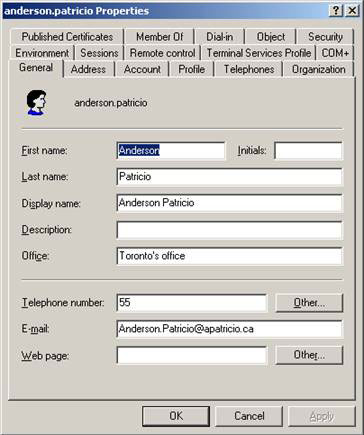 anderson.patricio Properties
Published Certificates Member Of Dial-in Object Security
Environment Sessions Remote control Terminal Services Profile COM+
General Address Account Profile Telephones Organization
anderson.patricio
First name: Anderson Initials:
Last name: Patricio
Display name: Anderson Patricio
Description:
Office: Toronto's office
Telephone number: 55 Other...
E-mail: Anderson.Patricio@apatricio.ca
Web page: Other...
OK Cancel Apply